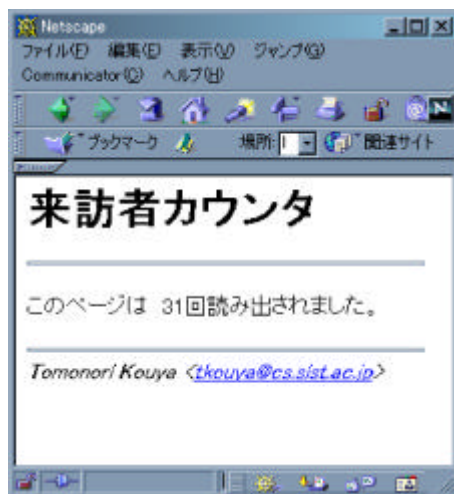 Netscape
ファイル(F) 編集(E) 表示(V) ジャンプ(G)
Communicator(C) ヘルプ(H)
ブックマーク 場所: 関連サイト
来訪者カウンタ
このページは 31回読み出されました。
Tomonori Kouya <tkouya@cs.sist.ac.jp>